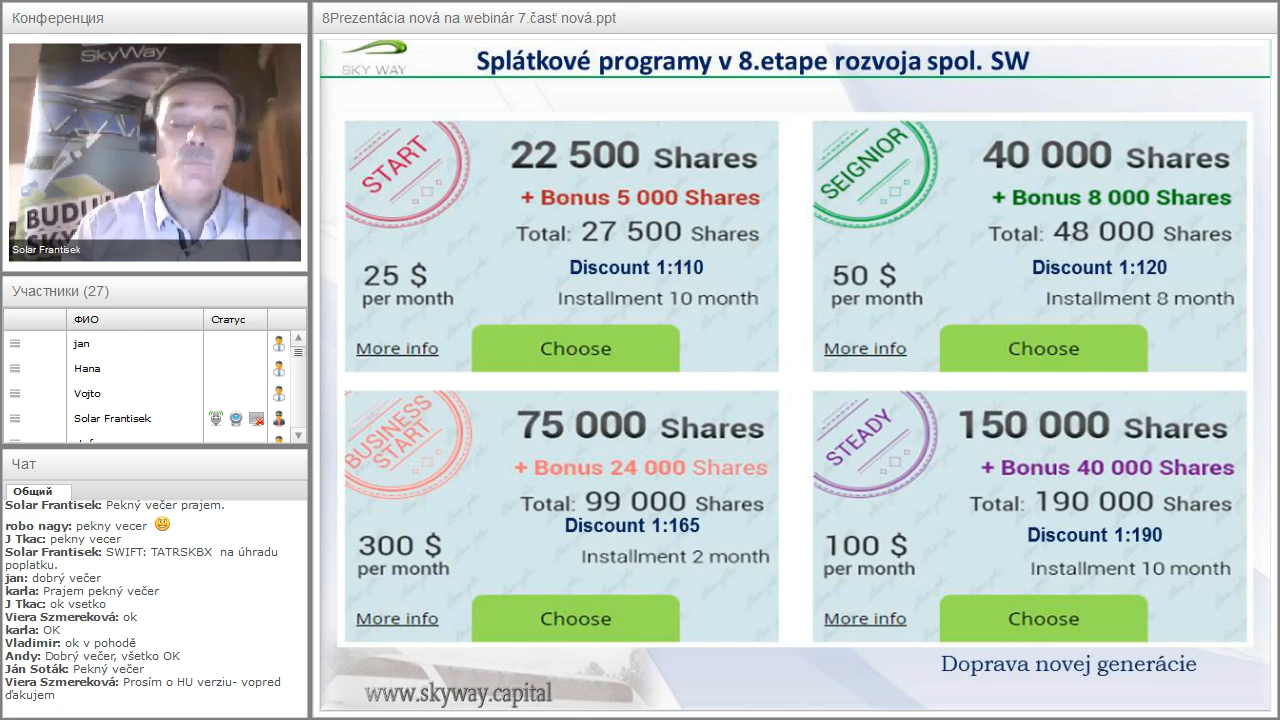 Конференция
SkyWay
BUDU
SKY
Solar Frantisek
Участники (27)
ФИО
Статус
jan
Hana
Vojto
Solar Frantisek
Чат
Общий
Solar Frantisek: Pekný večer prajem.
robo nagy: pekny vecer
J Tkac: pekny vecer
Solar Frantisek: SWIFT: TATRSKBX na úhradu
poplatku.
jan: dobrý večer
karla: Prajem pekný večer
J Tkac: ok vsetko
Viera Szmereková: ok
karla: OK
Vladimir: ok v pohodě
Andy: Dobrý večer, všetko OK
Ján Soták: Pekný večer
Viera Szmereková: Prosím o HU verziu- vopred
ďakujem
8Prezentácia nová na webinár 7.časť nová.ppt
SKY WAY
Splátkové programy v 8.etape rozvoja spol. SW
START
22 500 Shares
+ Bonus 5 000 Shares
Total: 27 500 Shares
Discount 1:110
25 $
per month
Installment 10 month
More info
Choose
SEIGNIOR
40 000 Shares
+ Bonus 8 000 Shares
Total: 48 000 Shares
Discount 1:120
50 $
per month
Installment 8 month
More info
Choose
BUSINESS
START
75 000 Shares
+ Bonus 24 000 Shares
Total: 99 000 Shares
Discount 1:165
300 $
per month
Installment 2 month
More info
Choose
STEADY
150 000 Shares
+ Bonus 40 000 Shares
Total: 190 000 Shares
Discount 1:190
100 $
per month
Installment 10 month
More info
Choose
Doprava novej generácie
www.skyway.capital